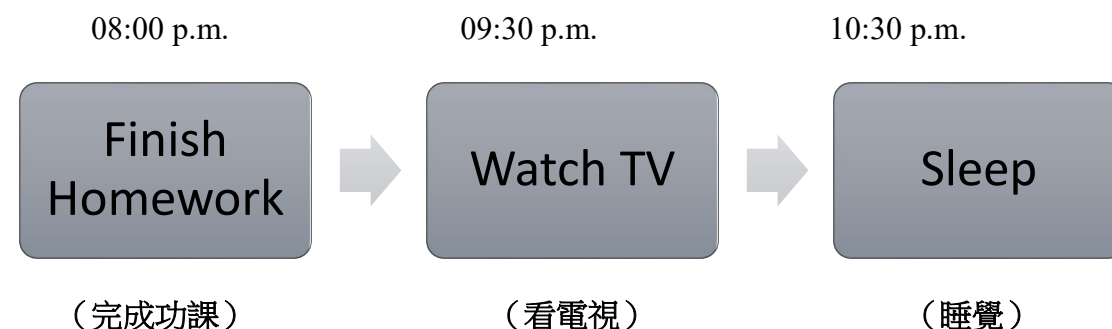 08:00 p.m. 09:30 p.m. 10:30 p.m.
Finish
Homework
Watch TV
Sleep
（完成功課） （看電視） （睡覺）